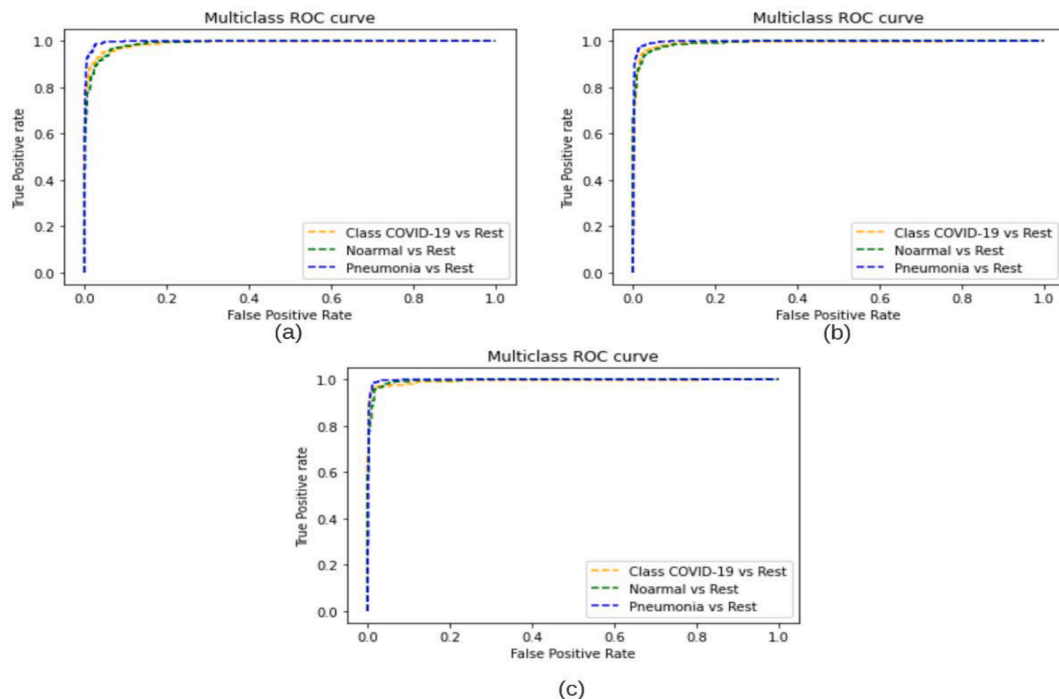 Multiclass ROC curve
1.0
0.8
0.6
0.4
0.2
0.0
True Positive rate
Class COVID-19 vs Rest
Noarmal vs Rest
Pneumonia vs Rest
0.0 0.2 0.4 0.6 0.8 1.0
False Positive Rate
(a)
Multiclass ROC curve
1.0
0.8
0.6
0.4
0.2
0.0
True Positive rate
Class COVID-19 vs Rest
Noarmal vs Rest
Pneumonia vs Rest
0.0 0.2 0.4 0.6 0.8 1.0
False Positive Rate
(b)
Multiclass ROC curve
1.0
0.8
0.6
0.4
0.2
0.0
True Positive rate
Class COVID-19 vs Rest
Noarmal vs Rest
Pneumonia vs Rest
0.0 0.2 0.4 0.6 0.8 1.0
False Positive Rate
(c)